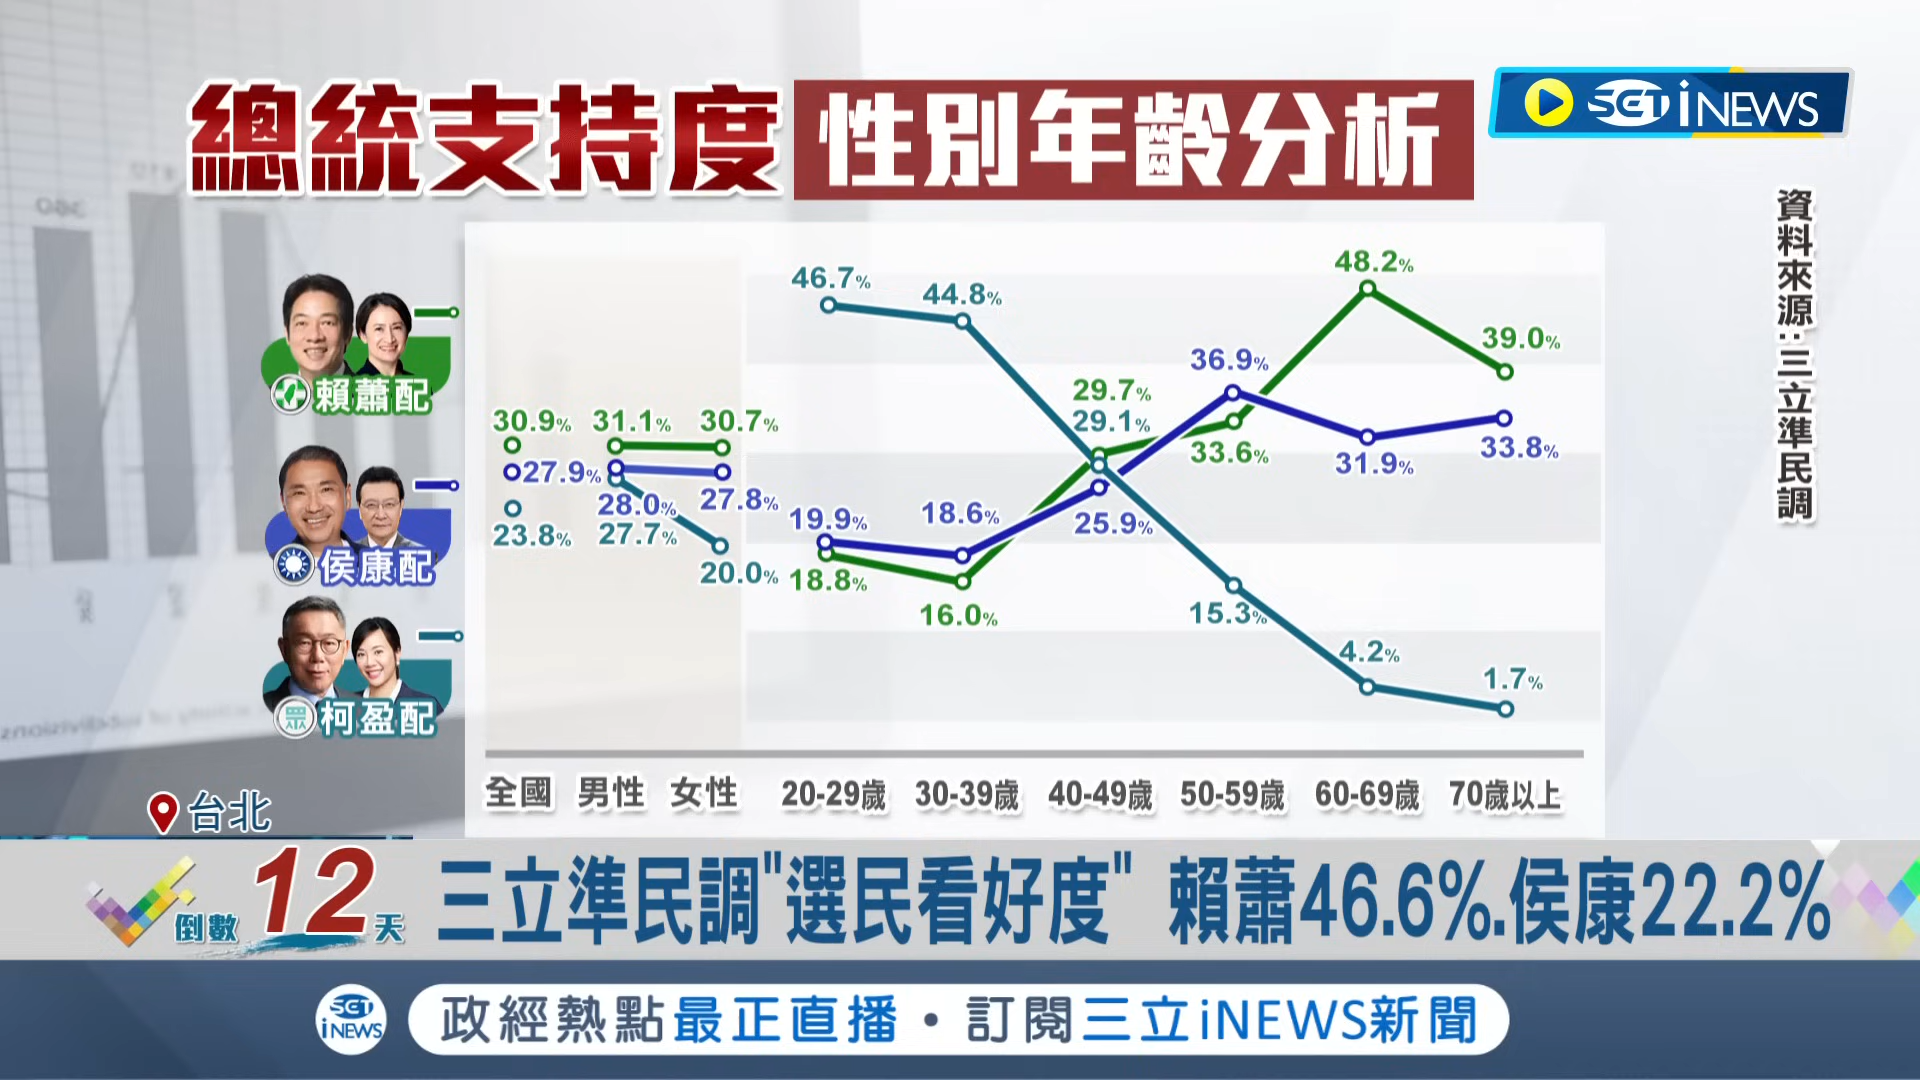 總統支持度 性別年齡分析
SET iNEWS
資料來源:三立準民調
賴蕭配
侯康配
眾 柯盈配
30.9% 31.1% 30.7%
27.9% 28.0% 27.8%
23.8% 27.7% 20.0%
46.7% 44.8% 29.1% 15.3% 4.2% 1.7%
19.9% 18.6% 25.9% 36.9% 31.9% 33.8%
18.8% 16.0% 29.7% 33.6% 48.2% 39.0%
全國 男性 女性 20-29歲 30-39歲 40-49歲 50-59歲 60-69歲 70歲以上
台北
倒數12天
三立準民調"選民看好度" 賴蕭46.6%.侯康22.2%
SET iNEWS
政經熱點最正直播・訂閱三立iNEWS新聞